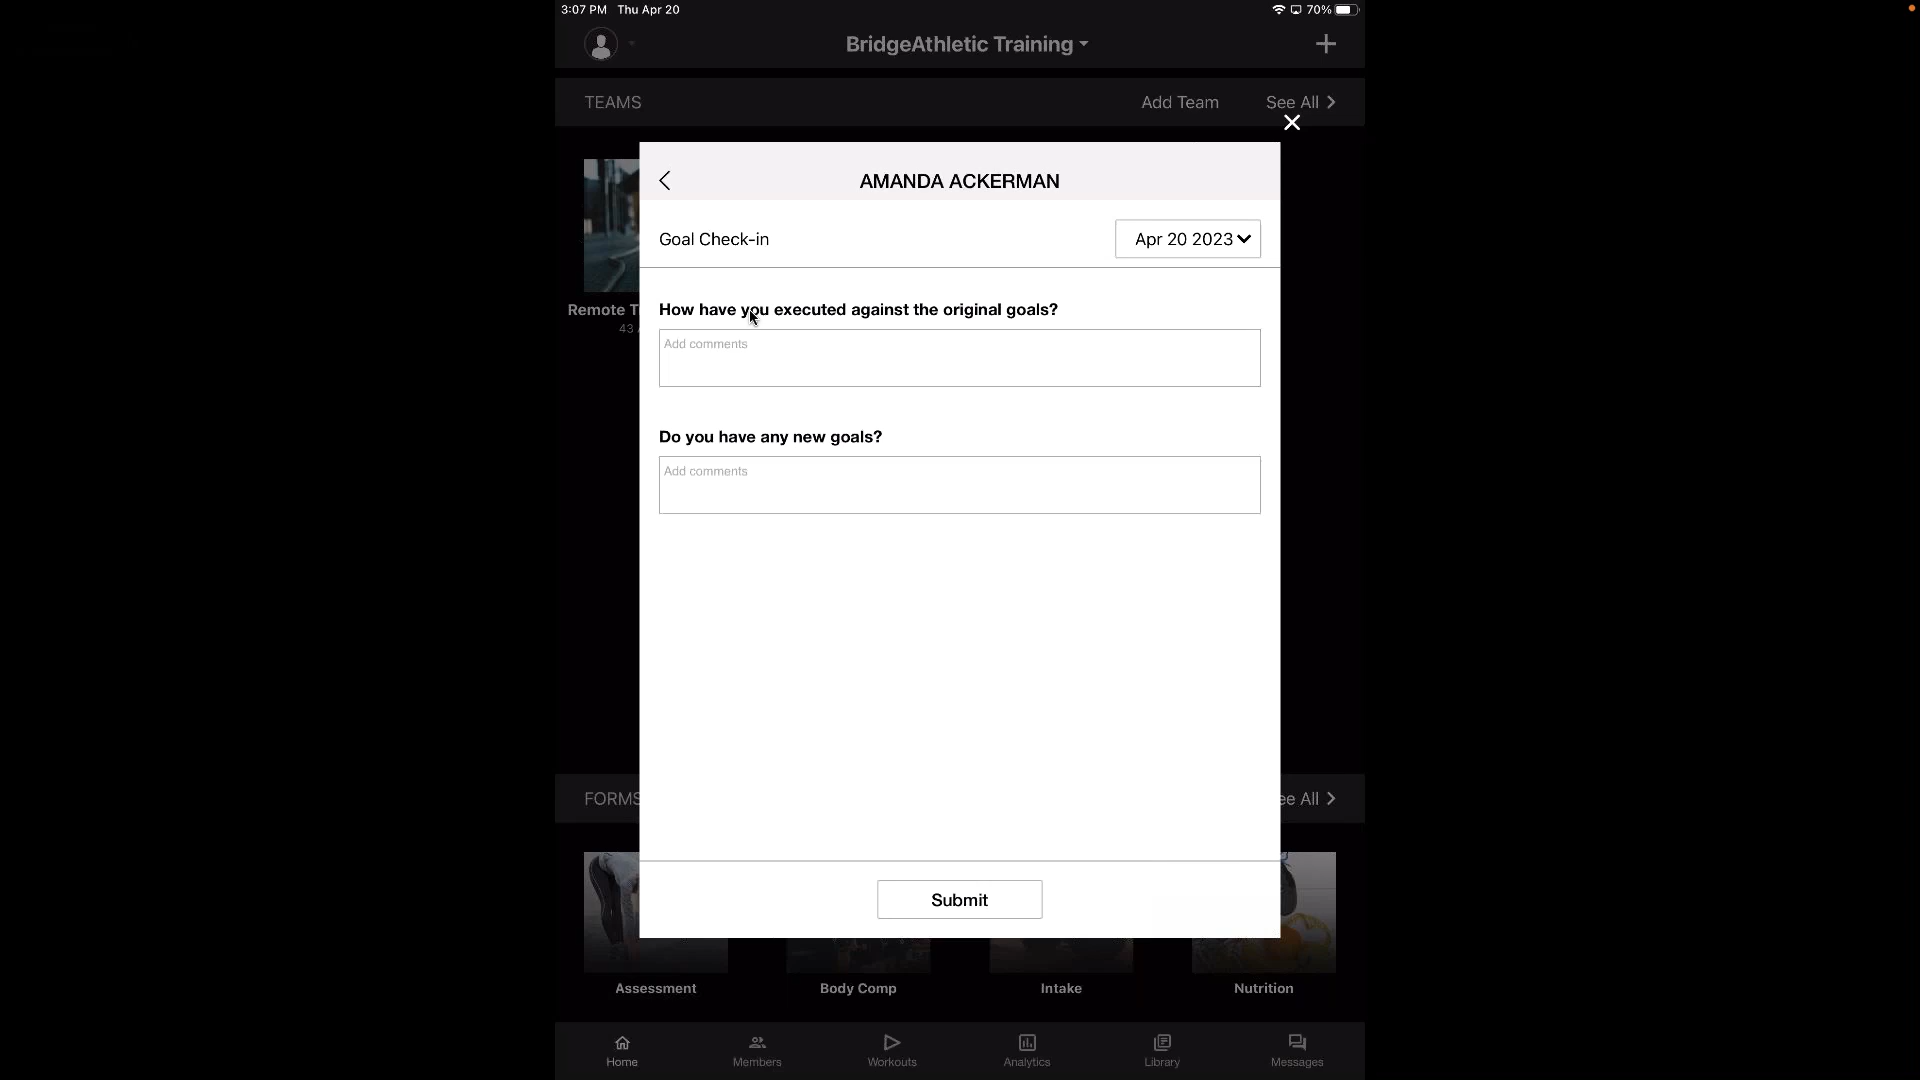 3:07 PM Thu Apr 20
70%
BridgeAthletic Training
TEAMS
Add Team
See All
AMANDA ACKERMAN
Goal Check-in
Apr 20 2023
Remote T
43
How have you executed against the original goals?
Add comments
Do you have any new goals?
Add comments
FORMS
ee All
Submit
Assessment
Body Comp
Intake
Nutrition
Home
Members
Workouts
Analytics
Library
Messages